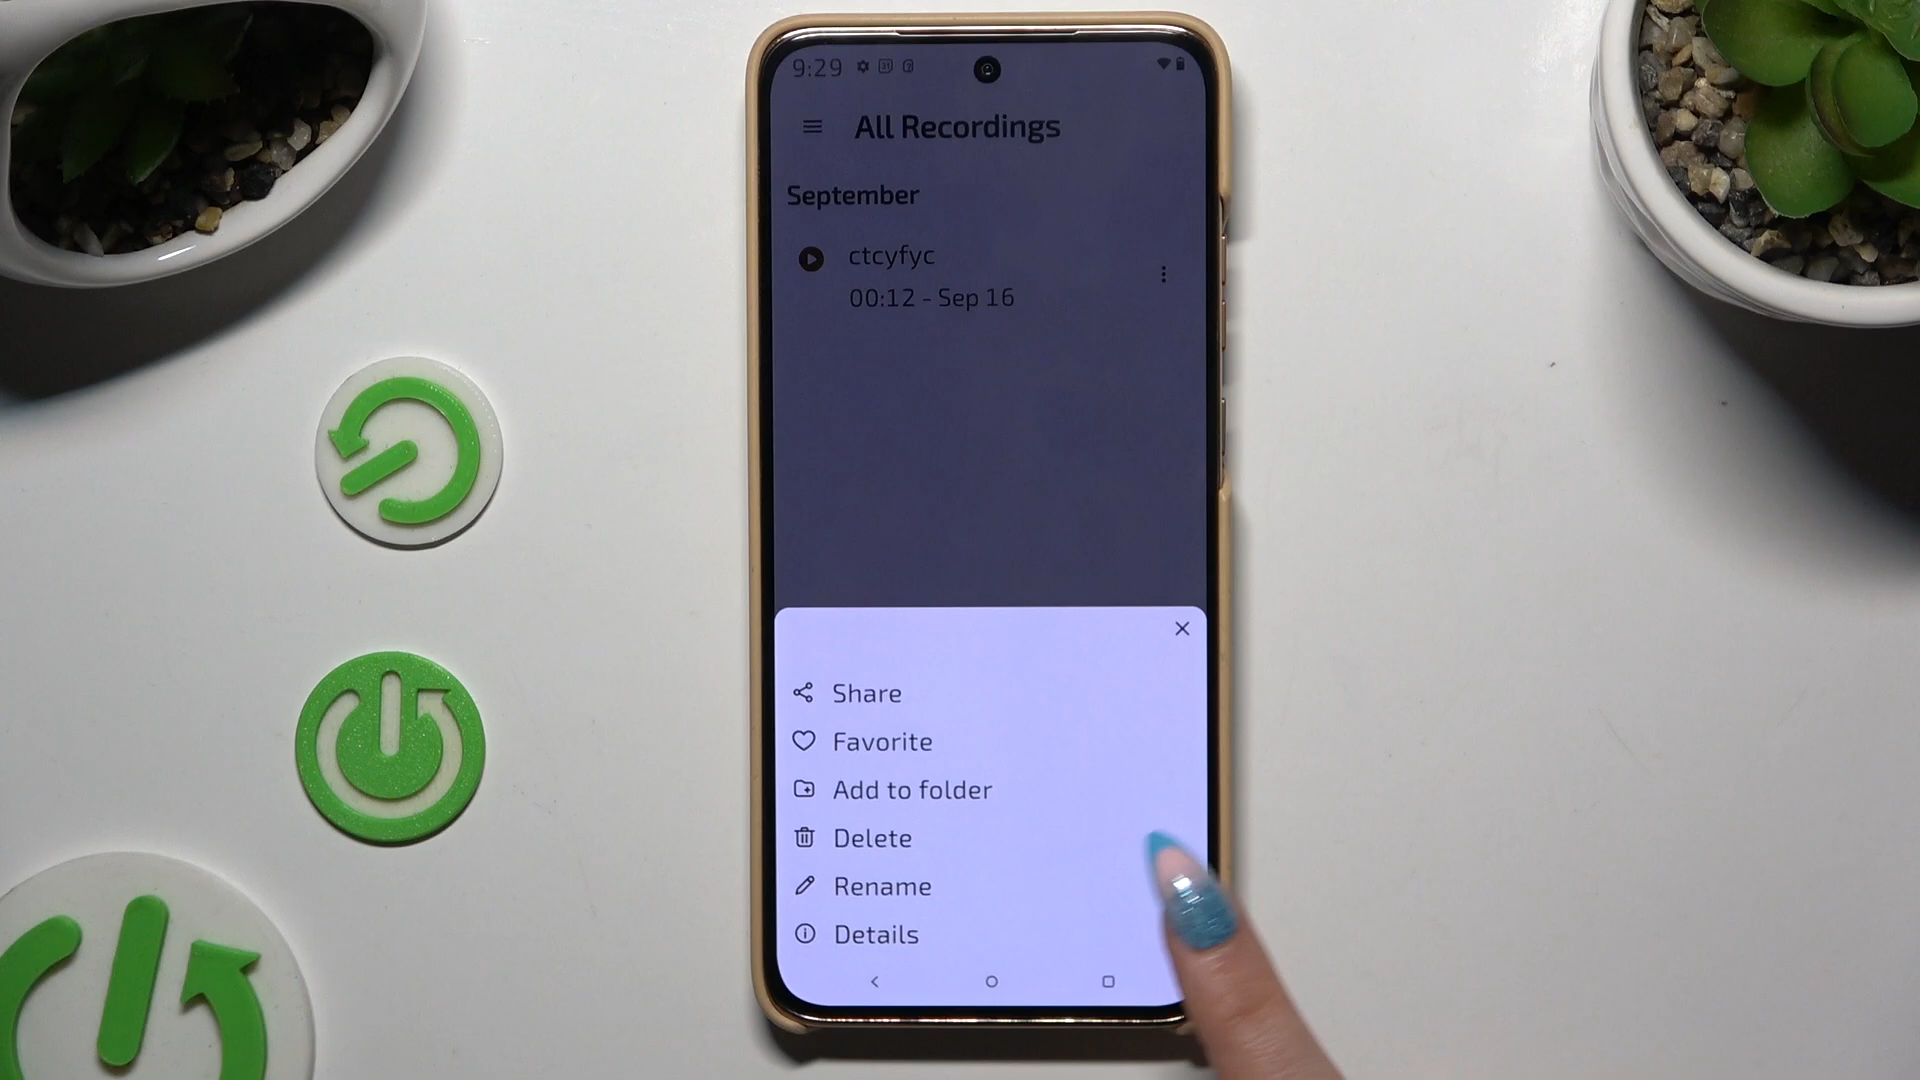 9:29
All Recordings
September
ctcyfyc
00:12 - Sep 16
Share
Favorite
Add to folder
Delete
Rename
Details